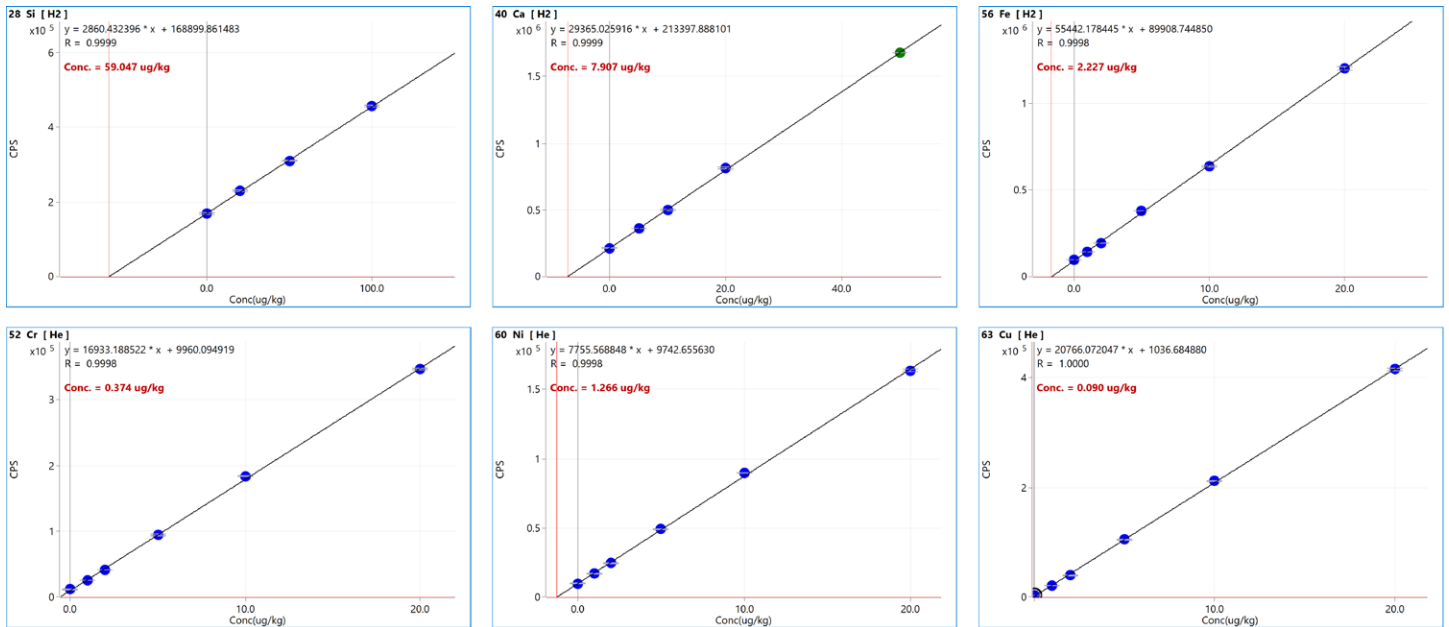 28 Si [ H2 ]
y = 2860.432396 * x + 168899.861483
x10 5
R = 0.9999
Conc. = 59.047 ug/kg
6
4
2
0
CPS
0.0 100.0
Conc(ug/kg)
40 Ca [ H2 ]
y = 29365.025916 * x + 213397.888101
x10 6
R = 0.9999
Conc. = 7.907 ug/kg
1.5
1
0.5
0
CPS
0.0 20.0 40.0
Conc(ug/kg)
56 Fe [ H2 ]
y = 55442.178445 * x + 89908.744850
x10 6
R = 0.9998
Conc. = 2.227 ug/kg
1
0.5
0
CPS
0.0 10.0 20.0
Conc(ug/kg)
52 Cr [ He ]
y = 16933.188522 * x + 9960.094919
x10 5
R = 0.9998
Conc. = 0.374 ug/kg
3
2
1
0
CPS
0.0 10.0 20.0
Conc(ug/kg)
60 Ni [ He ]
y = 7755.568848 * x + 9742.655630
x10 5
R = 0.9998
Conc. = 1.266 ug/kg
1.5
1
0.5
0
CPS
0.0 10.0 20.0
Conc(ug/kg)
63 Cu [ He ]
y = 20766.072047 * x + 1036.684880
x10 5
R = 1.0000
Conc. = 0.090 ug/kg
4
2
0
CPS
0.0 10.0 20.0
Conc(ug/kg)